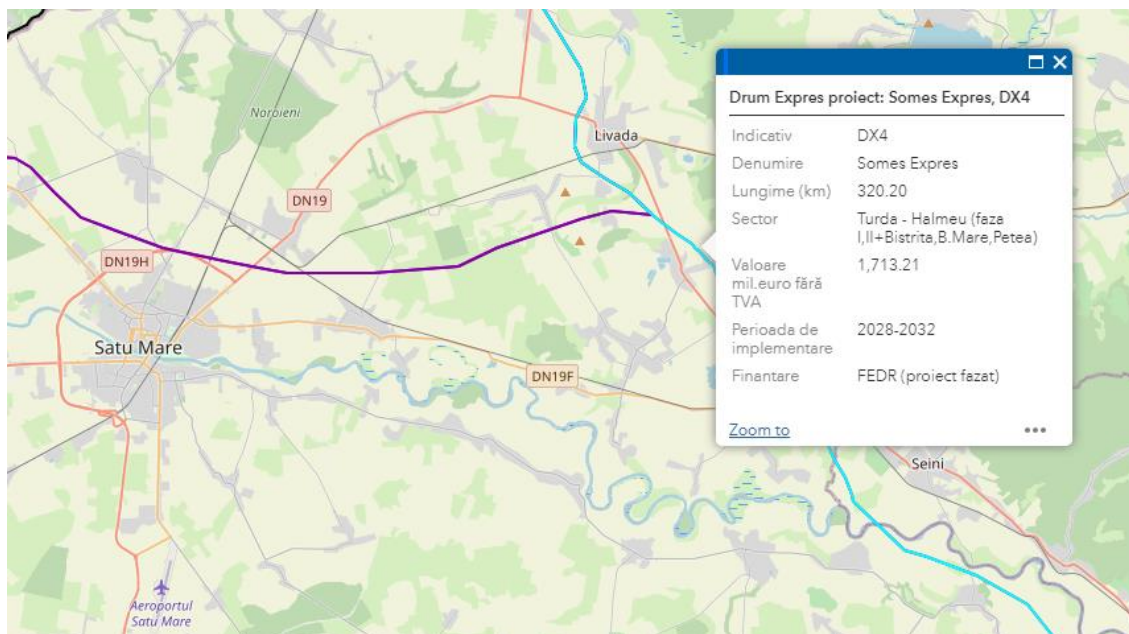 Noroieni
Livada
DN19
DN19H
Satu Mare
DN19F
Seini
Aeroportul
Satu Mare
Drum Expres proiect: Somes Expres, DX4
Indicativ DX4
Denumire Somes Expres
Lungime (km) 320.20
Sector Turda - Halmeu (faza
I,II+Bistrita,B.Mare,Petea)
Valoare 1,713.21
mil.euro fără
TVA
Perioada de 2028-2032
implementare
Finantare FEDR (proiect fazat)
Zoom to